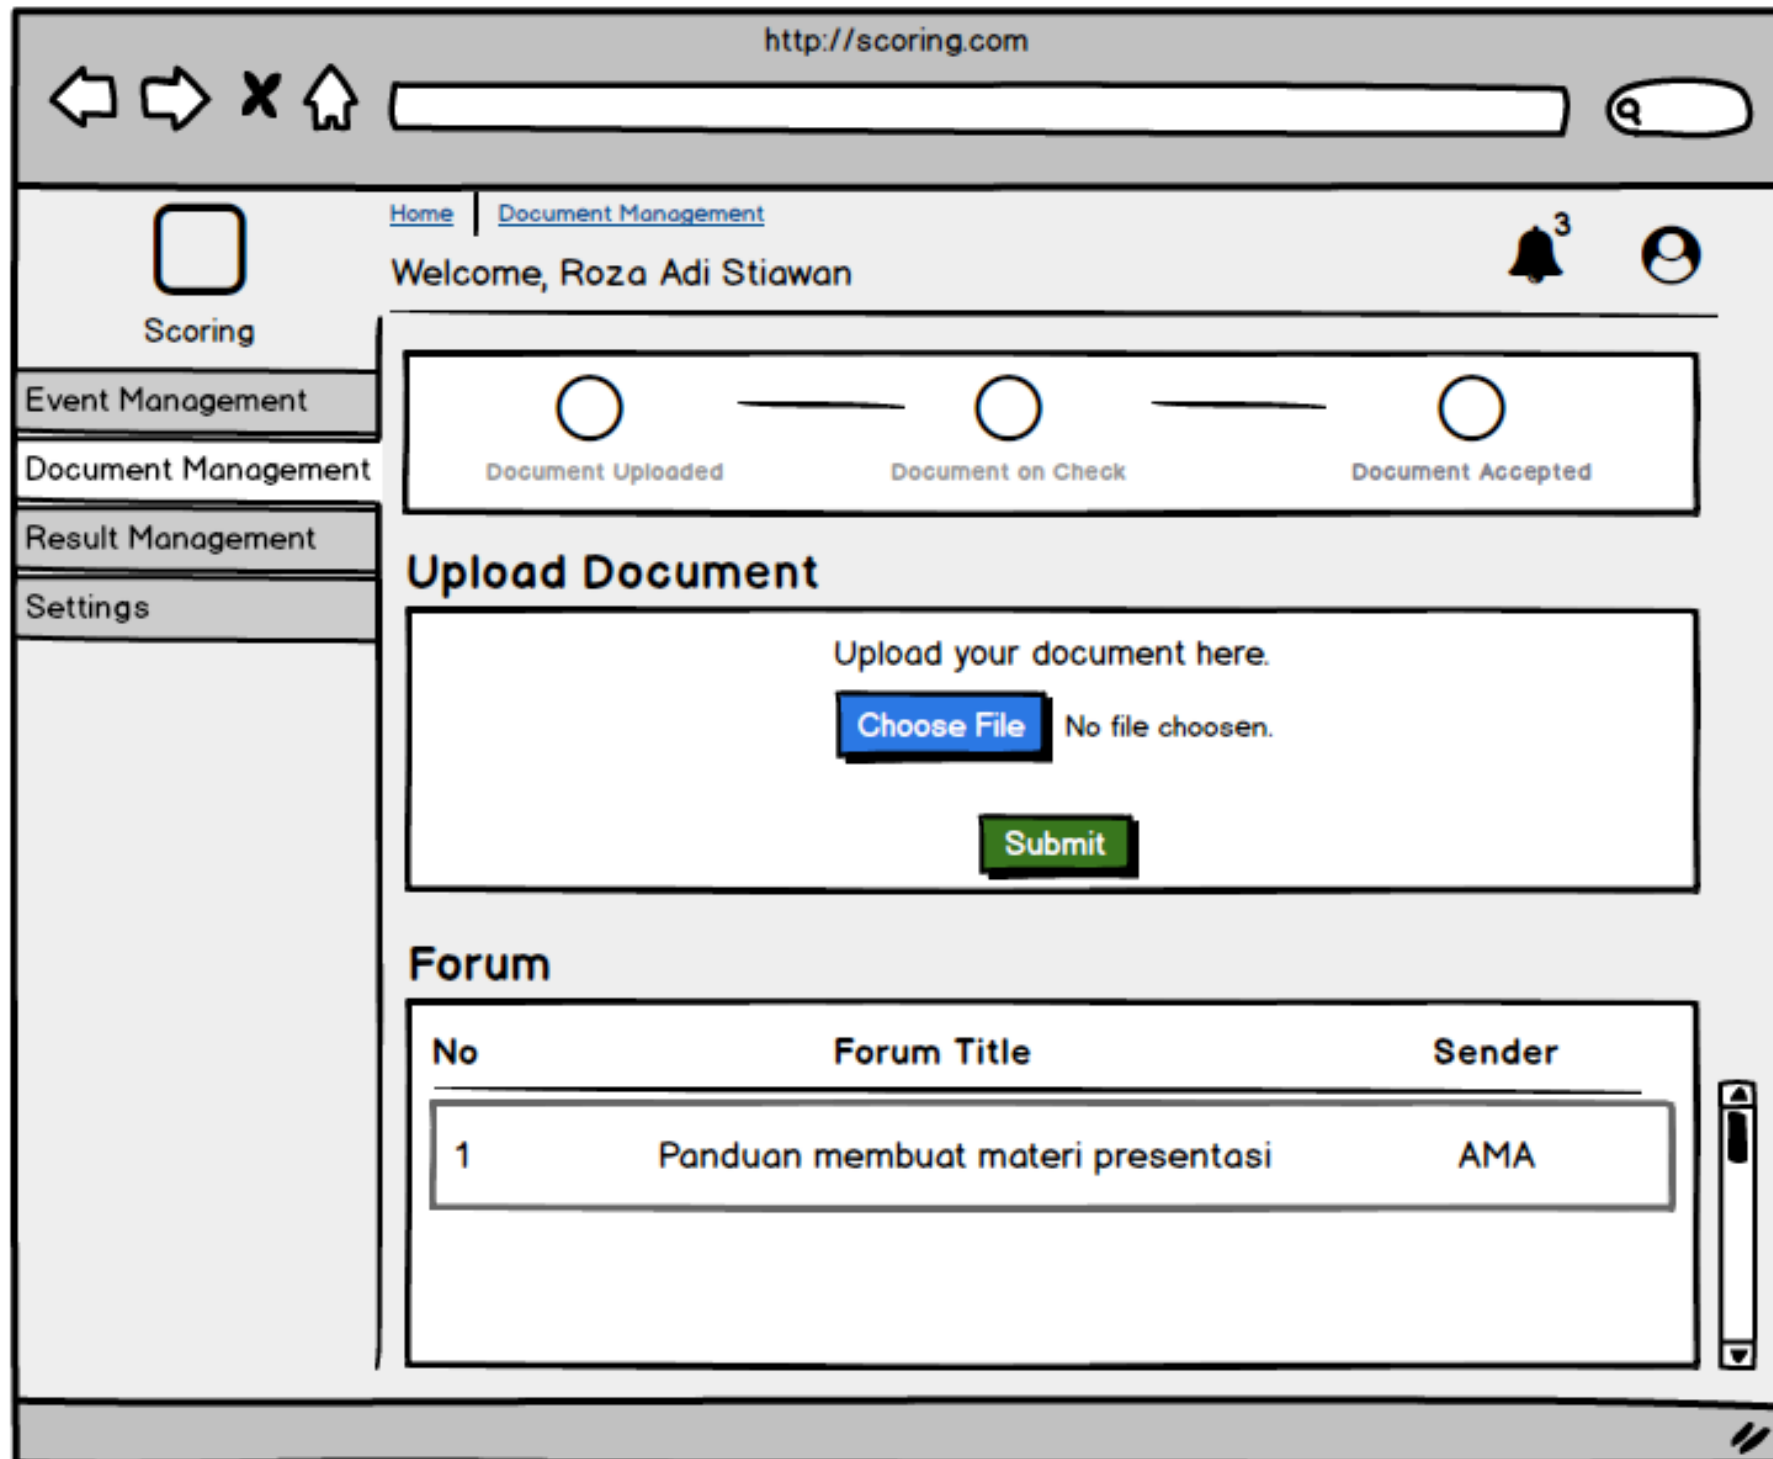 http://scoring.com
Home
Document Management
3
Welcome, Roza Adi Stiawan
Scoring
Event Management
Document Management
Result Management
Settings
Document Uploaded
Document on Check
Document Accepted
Upload Document
Upload your document here.
Choose File
No file choosen.
Submit
Forum
No
Forum Title
Sender
1
Panduan membuat materi presentasi
AMA